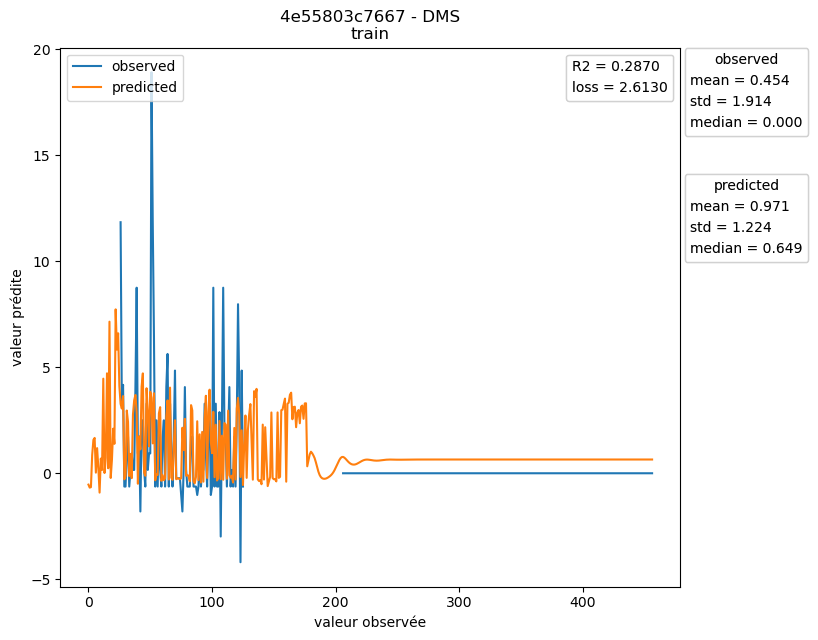 4e55803c7667 - DMS
train
observed
predicted
R2 = 0.2870
loss = 2.6130
observed
mean = 0.454
std = 1.914
median = 0.000
predicted
mean = 0.971
std = 1.224
median = 0.649
20
15
10
5
0
−5
valeur prédite
0
100
200
300
400
valeur observée